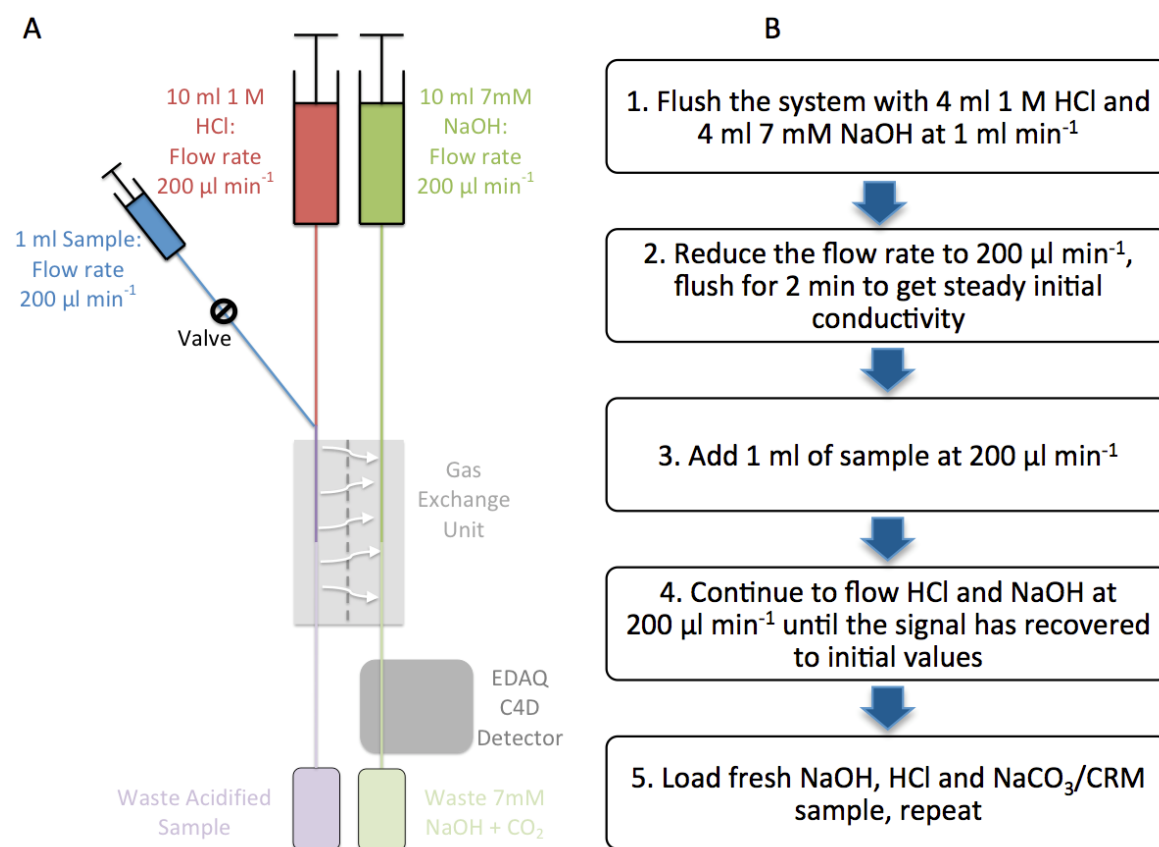 A
10 ml 1 M
HCl:
Flow rate
200 µl min⁻¹
10 ml 7mM
NaOH:
Flow rate
200 µl min⁻¹
1 ml Sample:
Flow rate
200 µl min⁻¹
Valve
Gas
Exchange
Unit
EDAQ
C4D
Detector
Waste Acidified
Sample
Waste 7mM
NaOH + CO₂
B
1. Flush the system with 4 ml 1 M HCl and
4 ml 7 mM NaOH at 1 ml min⁻¹
2. Reduce the flow rate to 200 µl min⁻¹,
flush for 2 min to get steady initial
conductivity
3. Add 1 ml of sample at 200 µl min⁻¹
4. Continue to flow HCl and NaOH at
200 µl min⁻¹ until the signal has recovered
to initial values
5. Load fresh NaOH, HCl and NaCO₃/CRM
sample, repeat